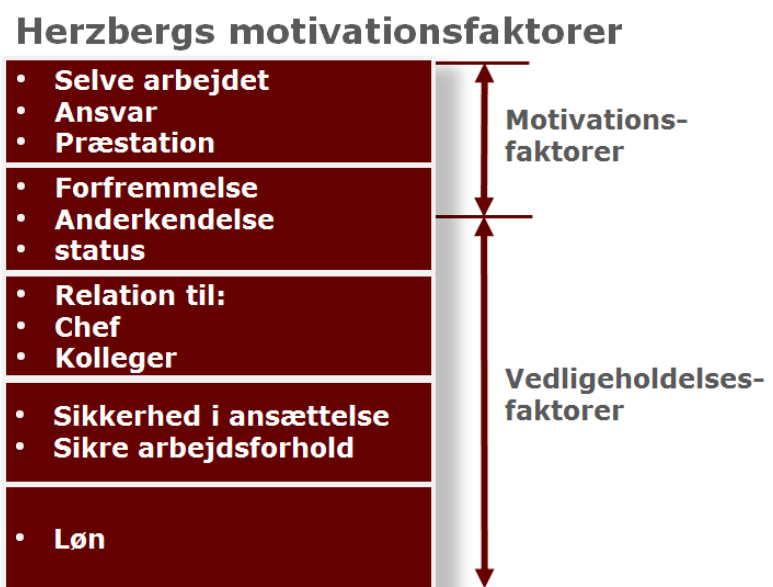 Herzbergs motivationsfaktorer
• Selve arbejdet
• Ansvar
• Præstation
• Forfremmelse
• Anderkendelse
• status
• Relation til:
• Chef
• Kolleger
• Sikkerhed i ansættelse
• Sikre arbejdsforhold
• Løn
Motivations-
faktorer
Vedligeholdelses-
faktorer